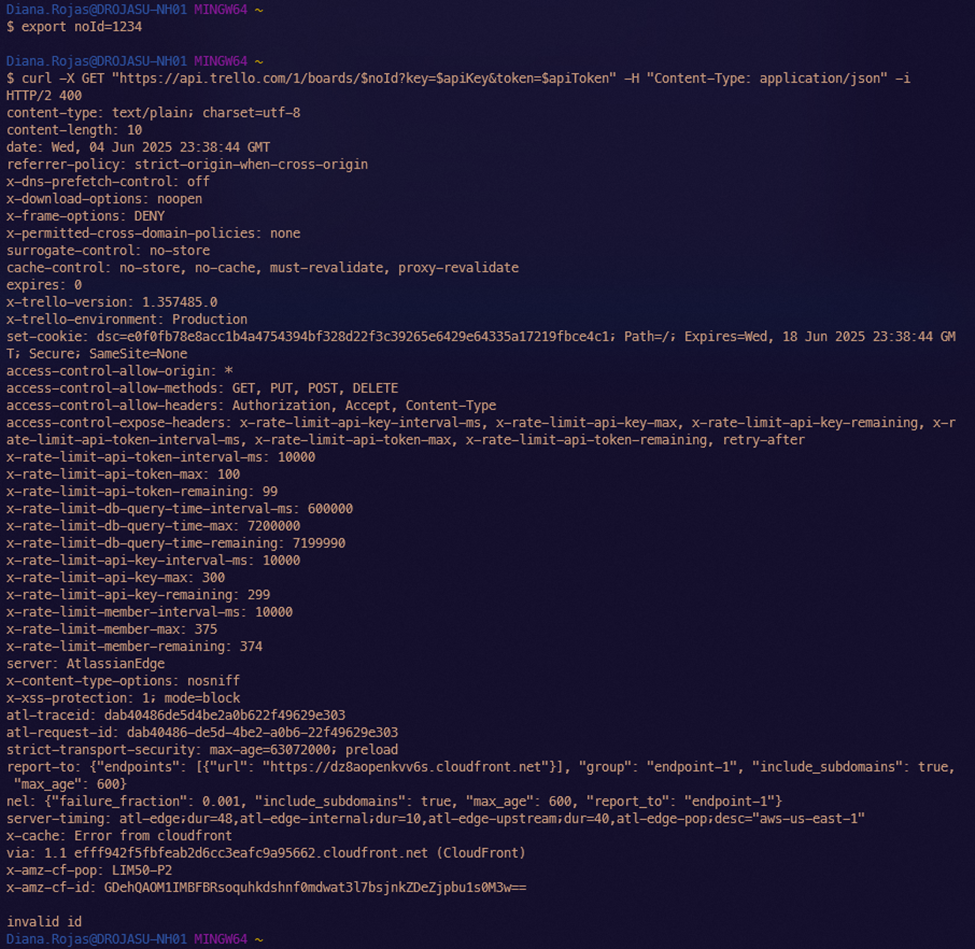 Diana.Rojas@DROJASU-NH01 MINGW64 ~
$ export noId=1234
Diana.Rojas@DROJASU-NH01 MINGW64 ~
$ curl -X GET "https://api.trello.com/1/boards/$noId?key=$apiKey&token=$apiToken" -H "Content-Type: application/json" -i
HTTP/2 400
content-type: text/plain; charset=utf-8
content-length: 10
date: Wed, 04 Jun 2025 23:38:44 GMT
referrer-policy: strict-origin-when-cross-origin
x-dns-prefetch-control: off
x-download-options: noopen
x-frame-options: DENY
x-permitted-cross-domain-policies: none
surrogate-control: no-store
cache-control: no-store, no-cache, must-revalidate, proxy-revalidate
expires: 0
x-trello-version: 1.357485.0
x-trello-environment: Production
set-cookie: dsc=e0f0fb78e8acc1b4a4754394bf328d22f3c39265e6429e64335a17219fbce4c1; Path=/; Expires=Wed, 18 Jun 2025 23:38:44 GM
T; Secure; SameSite=None
access-control-allow-origin: *
access-control-allow-methods: GET, PUT, POST, DELETE
access-control-allow-headers: Authorization, Accept, Content-Type
access-control-expose-headers: x-rate-limit-api-key-interval-ms, x-rate-limit-api-key-max, x-rate-limit-api-key-remaining, x-r
ate-limit-api-token-interval-ms, x-rate-limit-api-token-max, x-rate-limit-api-token-remaining, retry-after
x-rate-limit-api-token-interval-ms: 10000
x-rate-limit-api-token-max: 100
x-rate-limit-api-token-remaining: 99
x-rate-limit-db-query-time-interval-ms: 600000
x-rate-limit-db-query-time-max: 7200000
x-rate-limit-db-query-time-remaining: 7199990
x-rate-limit-api-key-interval-ms: 10000
x-rate-limit-api-key-max: 300
x-rate-limit-api-key-remaining: 299
x-rate-limit-member-interval-ms: 10000
x-rate-limit-member-max: 375
x-rate-limit-member-remaining: 374
server: AtlassianEdge
x-content-type-options: nosniff
x-xss-protection: 1; mode=block
atl-traceid: dab40486de5d4be2a0b622f49629e303
atl-request-id: dab40486-de5d-4be2-a0b6-22f49629e303
strict-transport-security: max-age=63072000; preload
report-to: {"endpoints": [{"url": "https://dz8aopenkvv6s.cloudfront.net"}], "group": "endpoint-1", "include_subdomains": true,
"max_age": 600}
nel: {"failure_fraction": 0.001, "include_subdomains": true, "max_age": 600, "report_to": "endpoint-1"}
server-timing: atl-edge;dur=48,atl-edge-internal;dur=10,atl-edge-upstream;dur=40,atl-edge-pop;desc="aws-us-east-1"
x-cache: Error from cloudfront
via: 1.1 efff942f5fbfeab2d6cc3eafc9a95662.cloudfront.net (CloudFront)
x-amz-cf-pop: LIM50-P2
x-amz-cf-id: GDehQAOM1IMBFBRsoquhkdshnf0mdwat3l7bsjnkZDeZjpbu1s0M3w==
invalid id
Diana.Rojas@DROJASU-NH01 MINGW64 ~